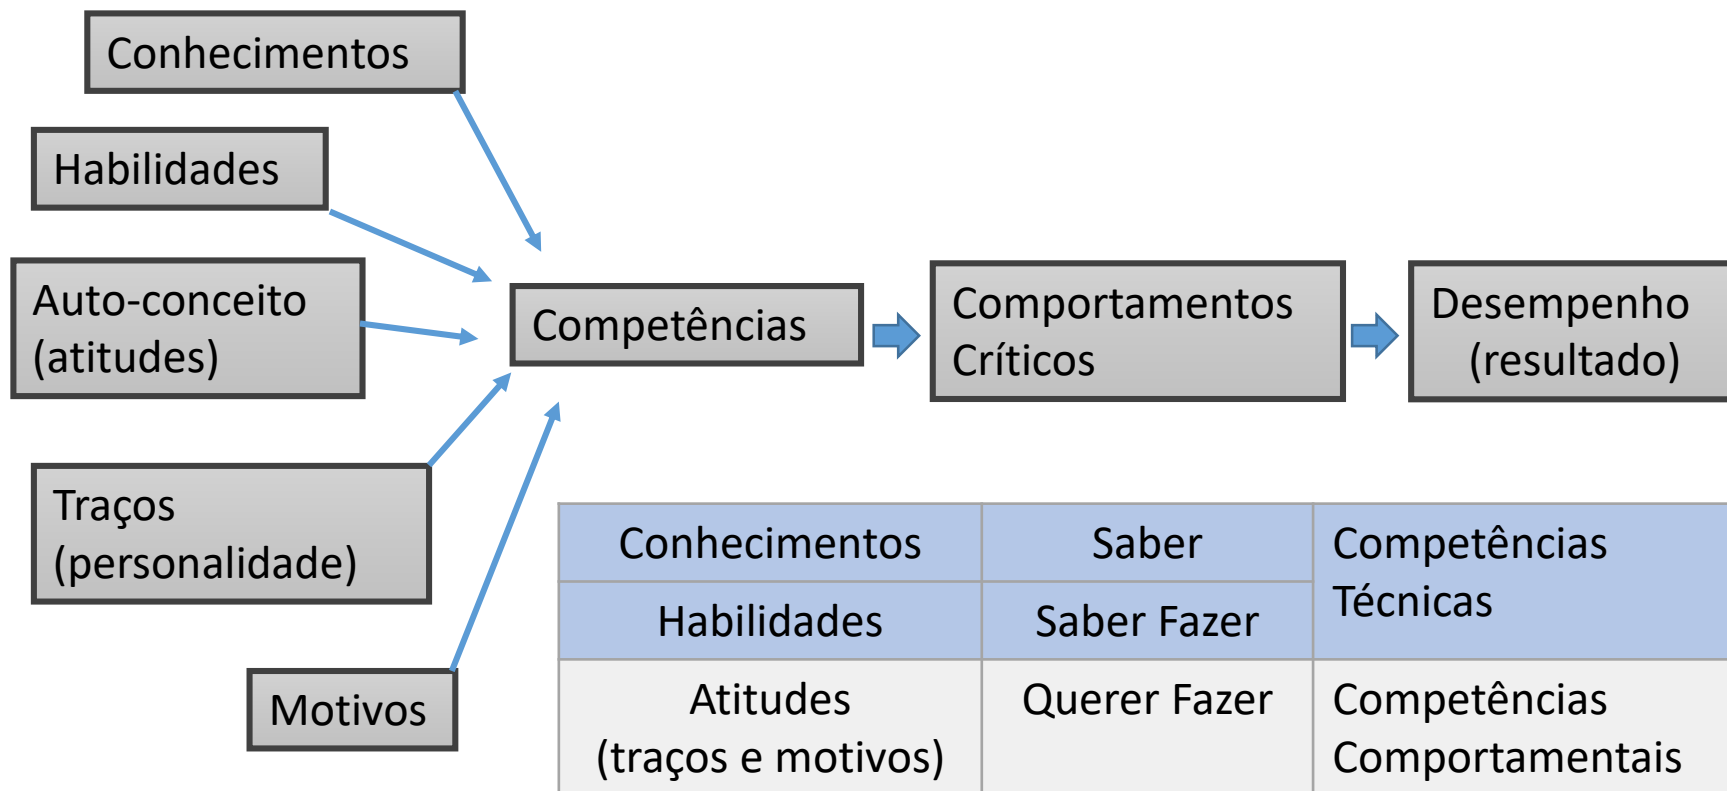 Conhecimentos
Habilidades
Auto-conceito
(atitudes)
Traços
(personalidade)
Motivos
Competências
Comportamentos
Críticos
Desempenho
(resultado)
Conhecimentos
Saber
Competências
Técnicas
Habilidades
Saber Fazer
Atitudes
(traços e motivos)
Querer Fazer
Competências
Comportamentais